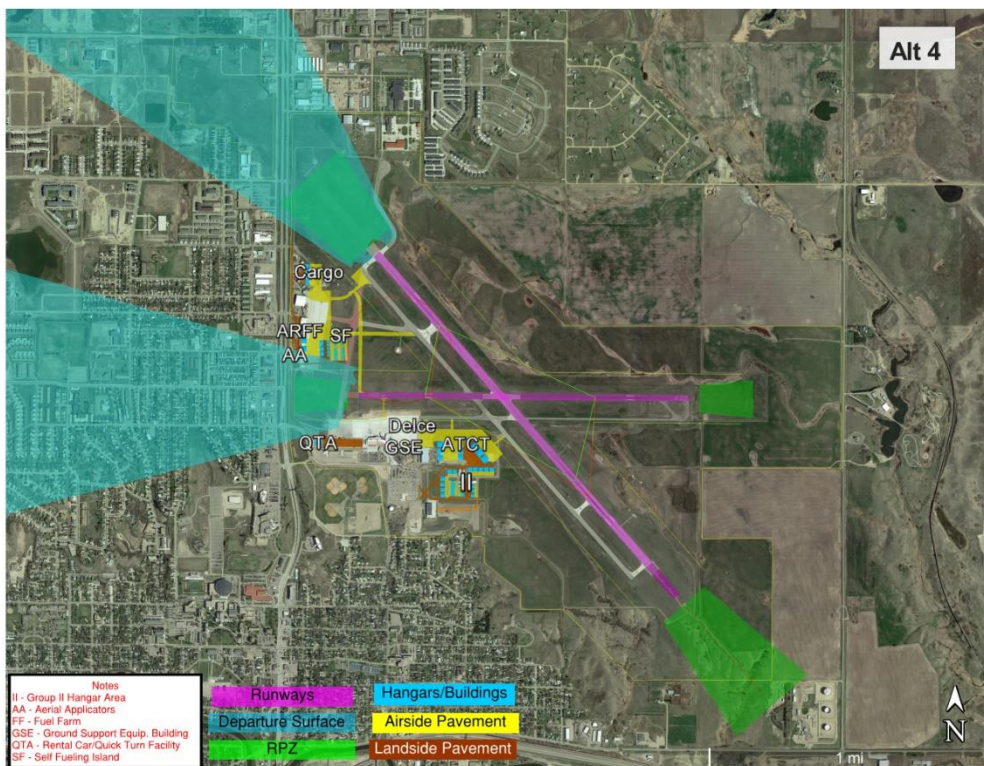 Alt 4
Cargo
ARFF
SF
AA
Delce
QTA
GSE
ATCT
II
Notes
II - Group II Hangar Area
AA - Aerial Applicators
FF - Fuel Farm
GSE - Ground Support Equip. Building
QTA - Rental Car/Quick Turn Facility
SF - Self Fueling Island
Runways
Hangars/Buildings
Departure Surface
Airside Pavement
RPZ
Landside Pavement
1 mi
N